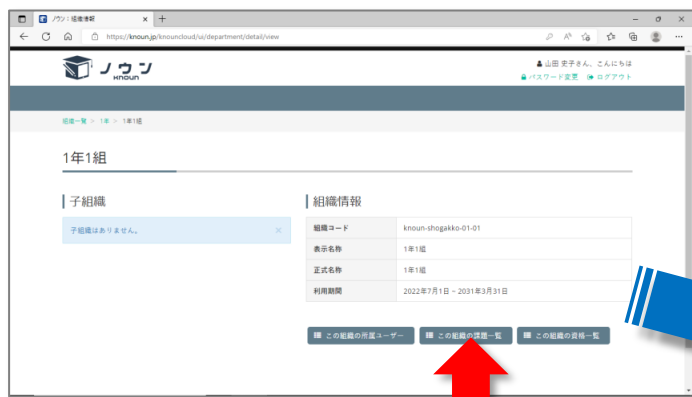 ノウン：組織情報
https://knoun.jp/knouncloud/ui/department/detail/view
ノウン
knoun
山田 史子さん、こんにちは
パスワード変更 ログアウト
組織一覧 > 1年 > 1年1組
1年1組
子組織
子組織はありません。
組織情報
組織コード knoun-shogakko-01-01
表示名称 1年1組
正式名称 1年1組
利用期間 2022年7月1日 ~ 2031年3月31日
この組織の所属ユーザー この組織の課題一覧 この組織の資格一覧